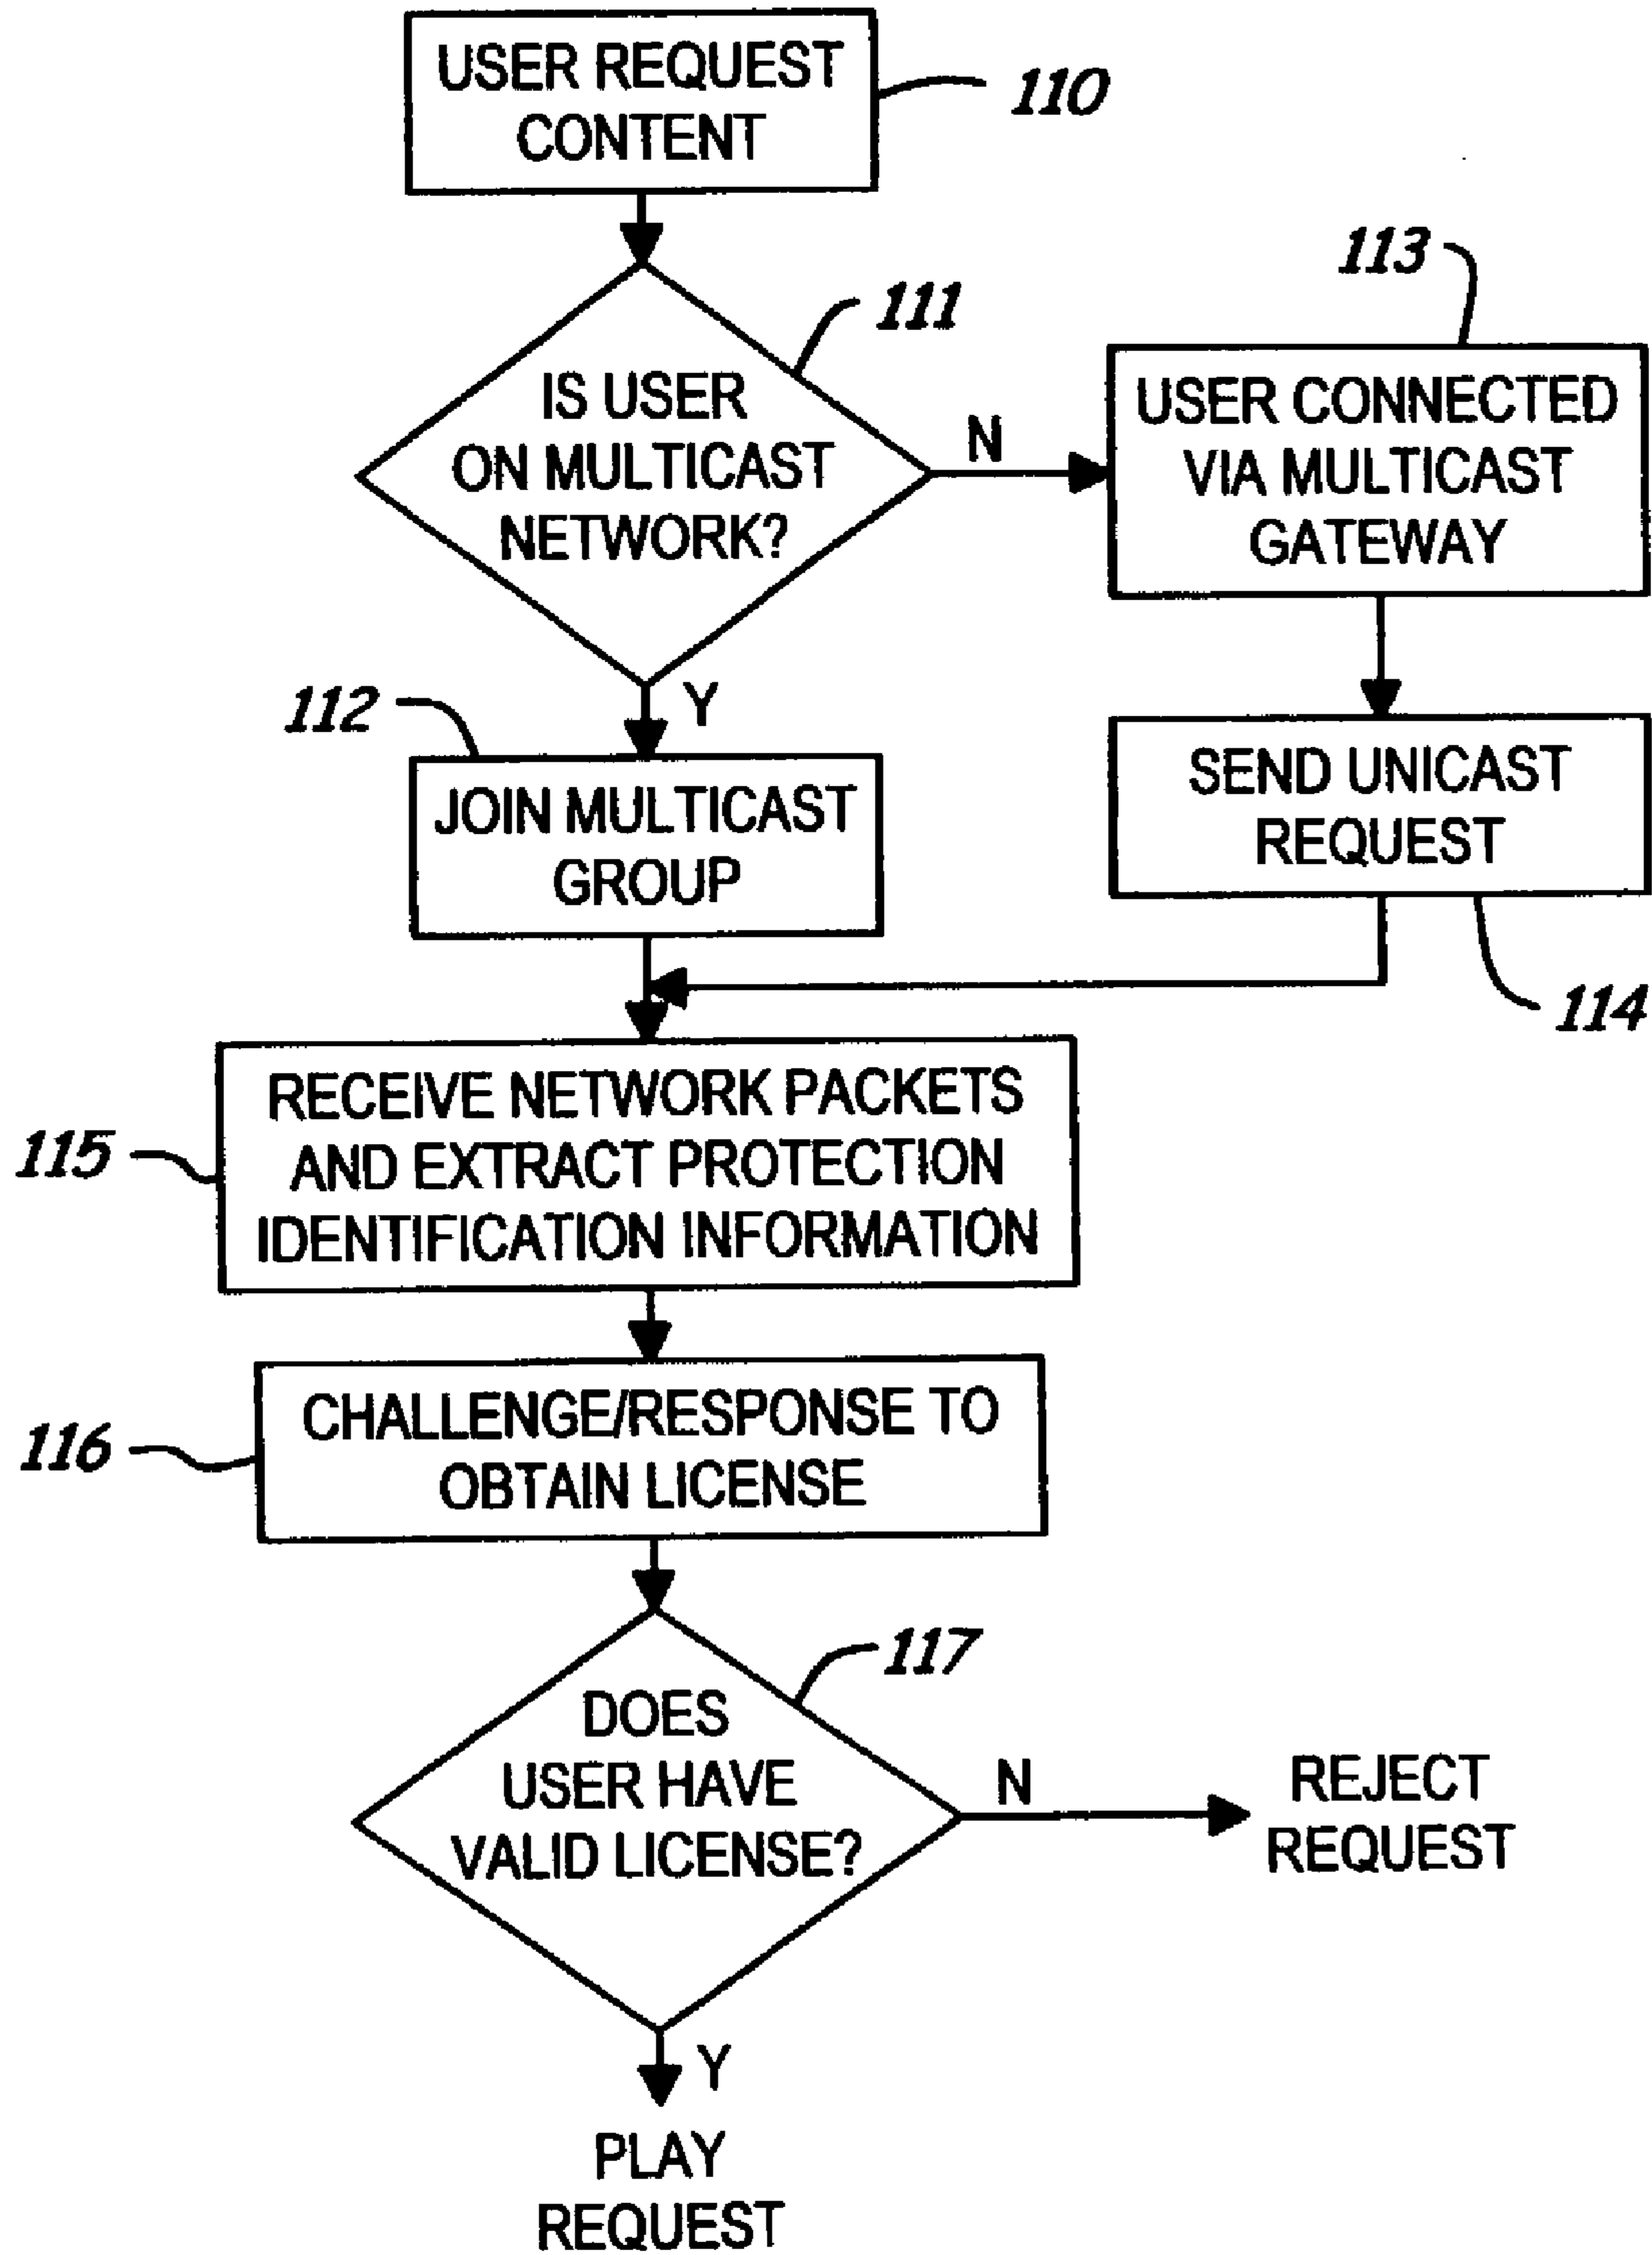 USER REQUEST
CONTENT
110
111
IS USER
ON MULTICAST
NETWORK?
N
Y
113
USER CONNECTED
VIA MULTICAST
GATEWAY
112
JOIN MULTICAST
GROUP
SEND UNICAST
REQUEST
114
115
RECEIVE NETWORK PACKETS
AND EXTRACT PROTECTION
IDENTIFICATION INFORMATION
116
CHALLENGE/RESPONSE TO
OBTAIN LICENSE
117
DOES
USER HAVE
VALID LICENSE?
N
REJECT
REQUEST
Y
PLAY
REQUEST